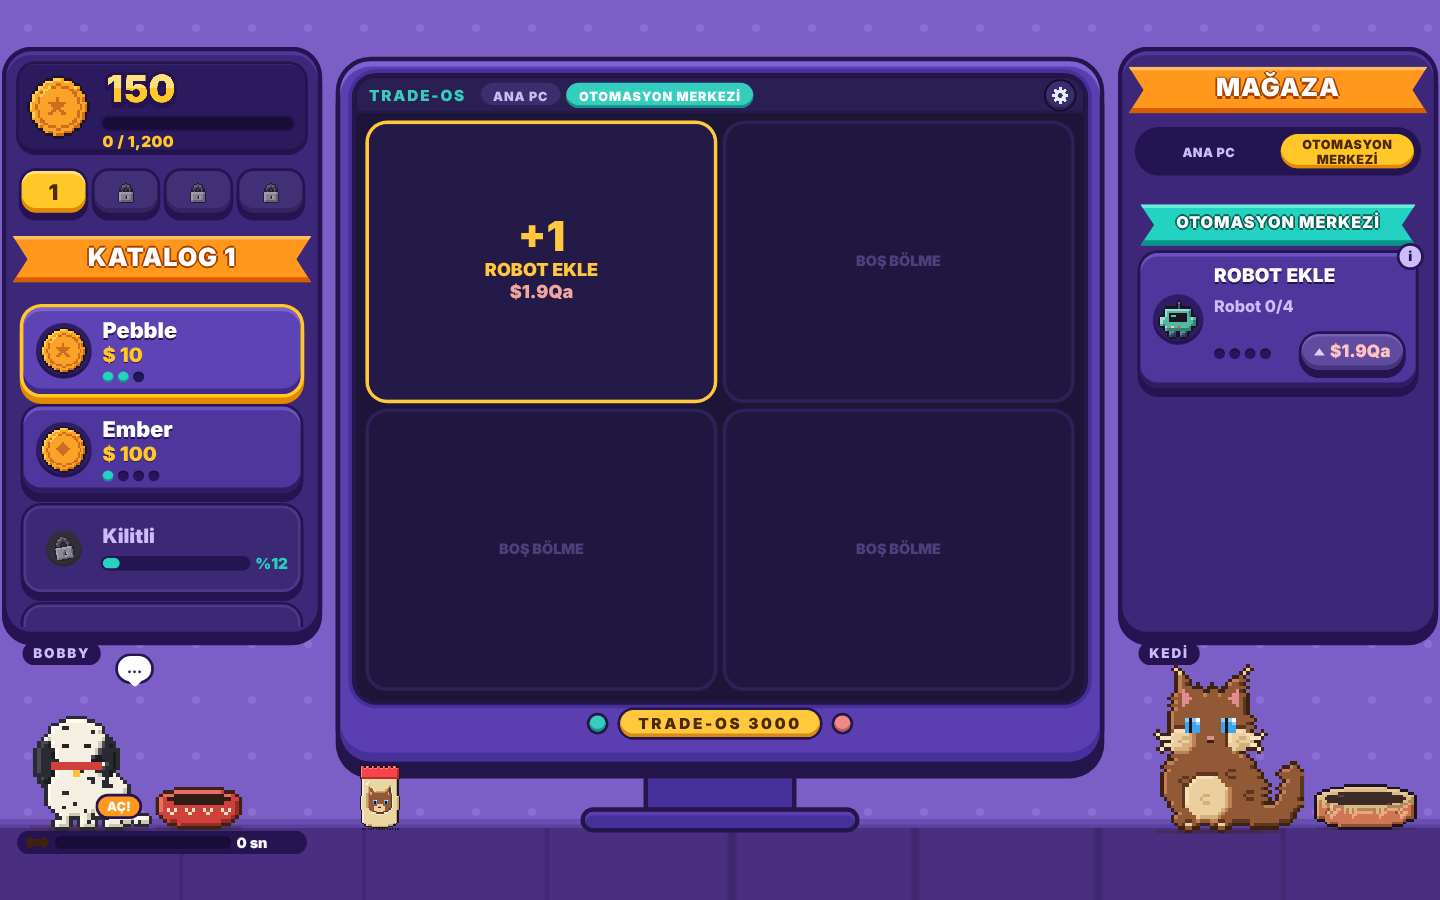 150
0 / 1,200
1
KATALOG 1
Pebble
$ 10
Ember
$ 100
Kilitli
%12
BOBBY
...
AÇ!
0 sn
TRADE-OS
ANA PC
OTOMASYON MERKEZİ
+1
ROBOT EKLE
$1.9Qa
BOŞ BÖLME
BOŞ BÖLME
BOŞ BÖLME
TRADE-OS 3000
MAĞAZA
ANA PC
OTOMASYON
MERKEZİ
OTOMASYON MERKEZİ
i
ROBOT EKLE
Robot 0/4
$1.9Qa
KEDİ